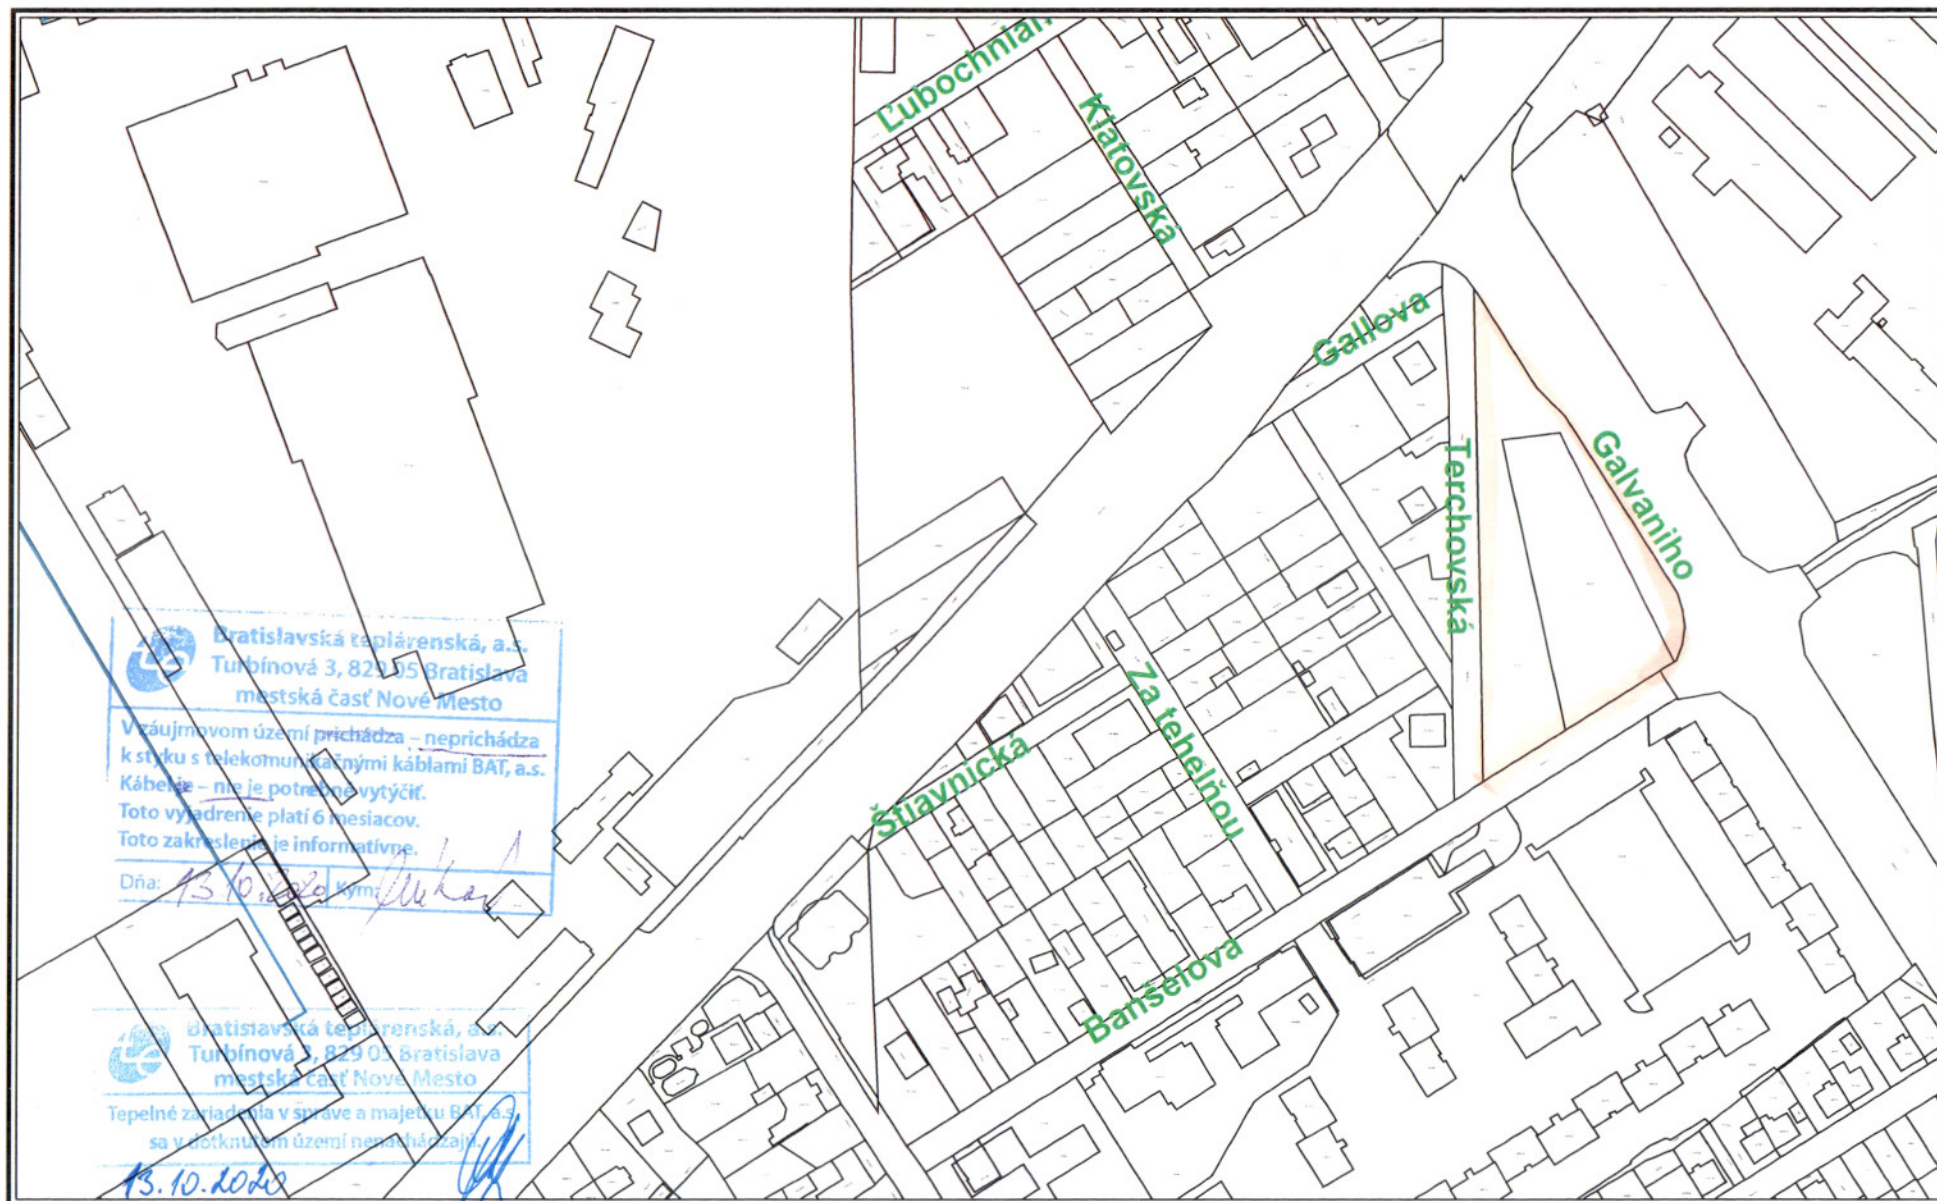 Ľubochnian
Klatovská
Gallova
Terchovská
Galvaniho
Za tehelňou
Štiavnická
Banšelova
Bratislavská teplárenská, a.s.
Turbínová 3, 829 05 Bratislava
mestská časť Nové Mesto
V záujmovom území prichádza – neprichádza
k styku s telekomunikačnými káblami BAT, a.s.
Káble je – nie je potrebné vytýčiť.
Toto vyjadrenie platí 6 mesiacov.
Toto zakreslenie je informatívne.
Dňa: 13.10.2020 Kým:
Bratislavská teplárenská, a.s.
Turbínová 3, 829 05 Bratislava
mestská časť Nové Mesto
Tepelné zariadenia v správe a majetku BAT, a.s.
sa v dotknutom území nenachádzajú.
13.10.2020